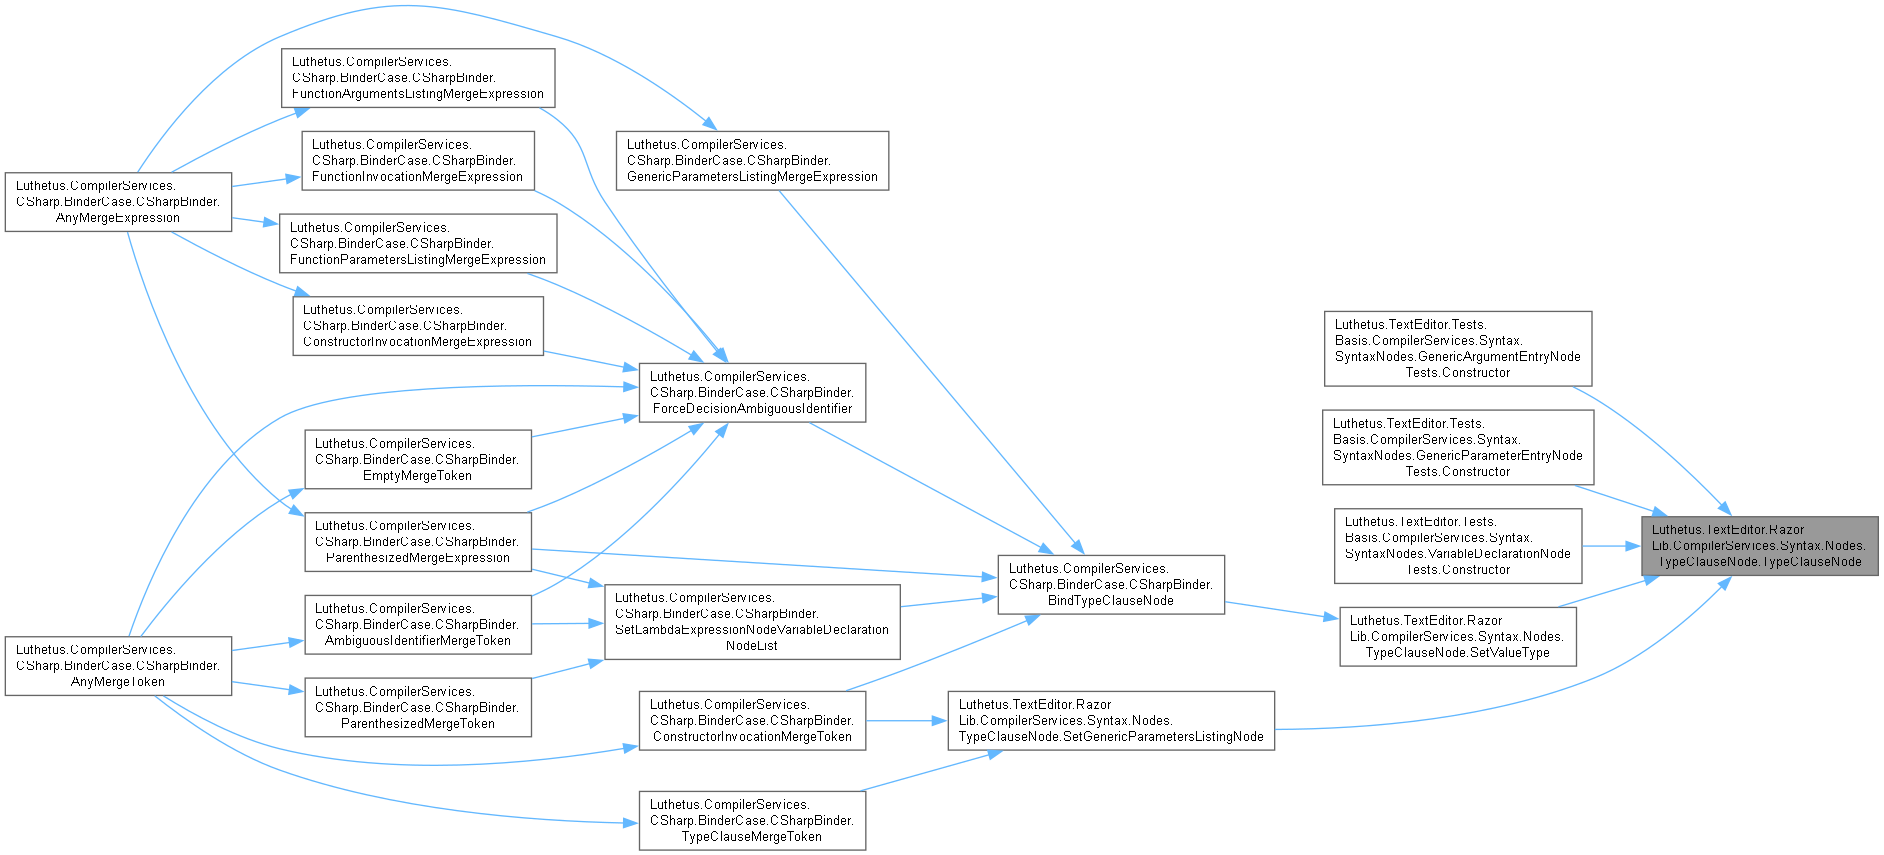 Luthetus.CompilerServices.
CSharp.BinderCase.CSharpBinder.
FunctionArgumentsListingMergeExpression
Luthetus.CompilerServices.
CSharp.BinderCase.CSharpBinder.
FunctionInvocationMergeExpression
Luthetus.CompilerServices.
CSharp.BinderCase.CSharpBinder.
GenericParametersListingMergeExpression
Luthetus.CompilerServices.
CSharp.BinderCase.CSharpBinder.
AnyMergeExpression
Luthetus.CompilerServices.
CSharp.BinderCase.CSharpBinder.
FunctionParametersListingMergeExpression
Luthetus.CompilerServices.
CSharp.BinderCase.CSharpBinder.
ConstructorInvocationMergeExpression
Luthetus.TextEditor.Tests.
Basis.CompilerServices.Syntax.
SyntaxNodes.GenericArgumentEntryNode
Tests.Constructor
Luthetus.CompilerServices.
CSharp.BinderCase.CSharpBinder.
ForceDecisionAmbiguousIdentifier
Luthetus.TextEditor.Tests.
Basis.CompilerServices.Syntax.
SyntaxNodes.GenericParameterEntryNode
Tests.Constructor
Luthetus.CompilerServices.
CSharp.BinderCase.CSharpBinder.
EmptyMergeToken
Luthetus.CompilerServices.
CSharp.BinderCase.CSharpBinder.
ParenthesizedMergeExpression
Luthetus.TextEditor.Tests.
Basis.CompilerServices.Syntax.
SyntaxNodes.VariableDeclarationNode
Tests.Constructor
Luthetus.TextEditor.Razor
Lib.CompilerServices.Syntax.Nodes.
TypeClauseNode.TypeClauseNode
Luthetus.CompilerServices.
CSharp.BinderCase.CSharpBinder.
BindTypeClauseNode
Luthetus.CompilerServices.
CSharp.BinderCase.CSharpBinder.
AmbiguousIdentifierMergeToken
Luthetus.CompilerServices.
CSharp.BinderCase.CSharpBinder.
SetLambdaExpressionNodeVariableDeclaration
NodeList
Luthetus.TextEditor.Razor
Lib.CompilerServices.Syntax.Nodes.
TypeClauseNode.SetValueType
Luthetus.CompilerServices.
CSharp.BinderCase.CSharpBinder.
AnyMergeToken
Luthetus.CompilerServices.
CSharp.BinderCase.CSharpBinder.
ParenthesizedMergeToken
Luthetus.CompilerServices.
CSharp.BinderCase.CSharpBinder.
ConstructorInvocationMergeToken
Luthetus.TextEditor.Razor
Lib.CompilerServices.Syntax.Nodes.
TypeClauseNode.SetGenericParametersListingNode
Luthetus.CompilerServices.
CSharp.BinderCase.CSharpBinder.
TypeClauseMergeToken